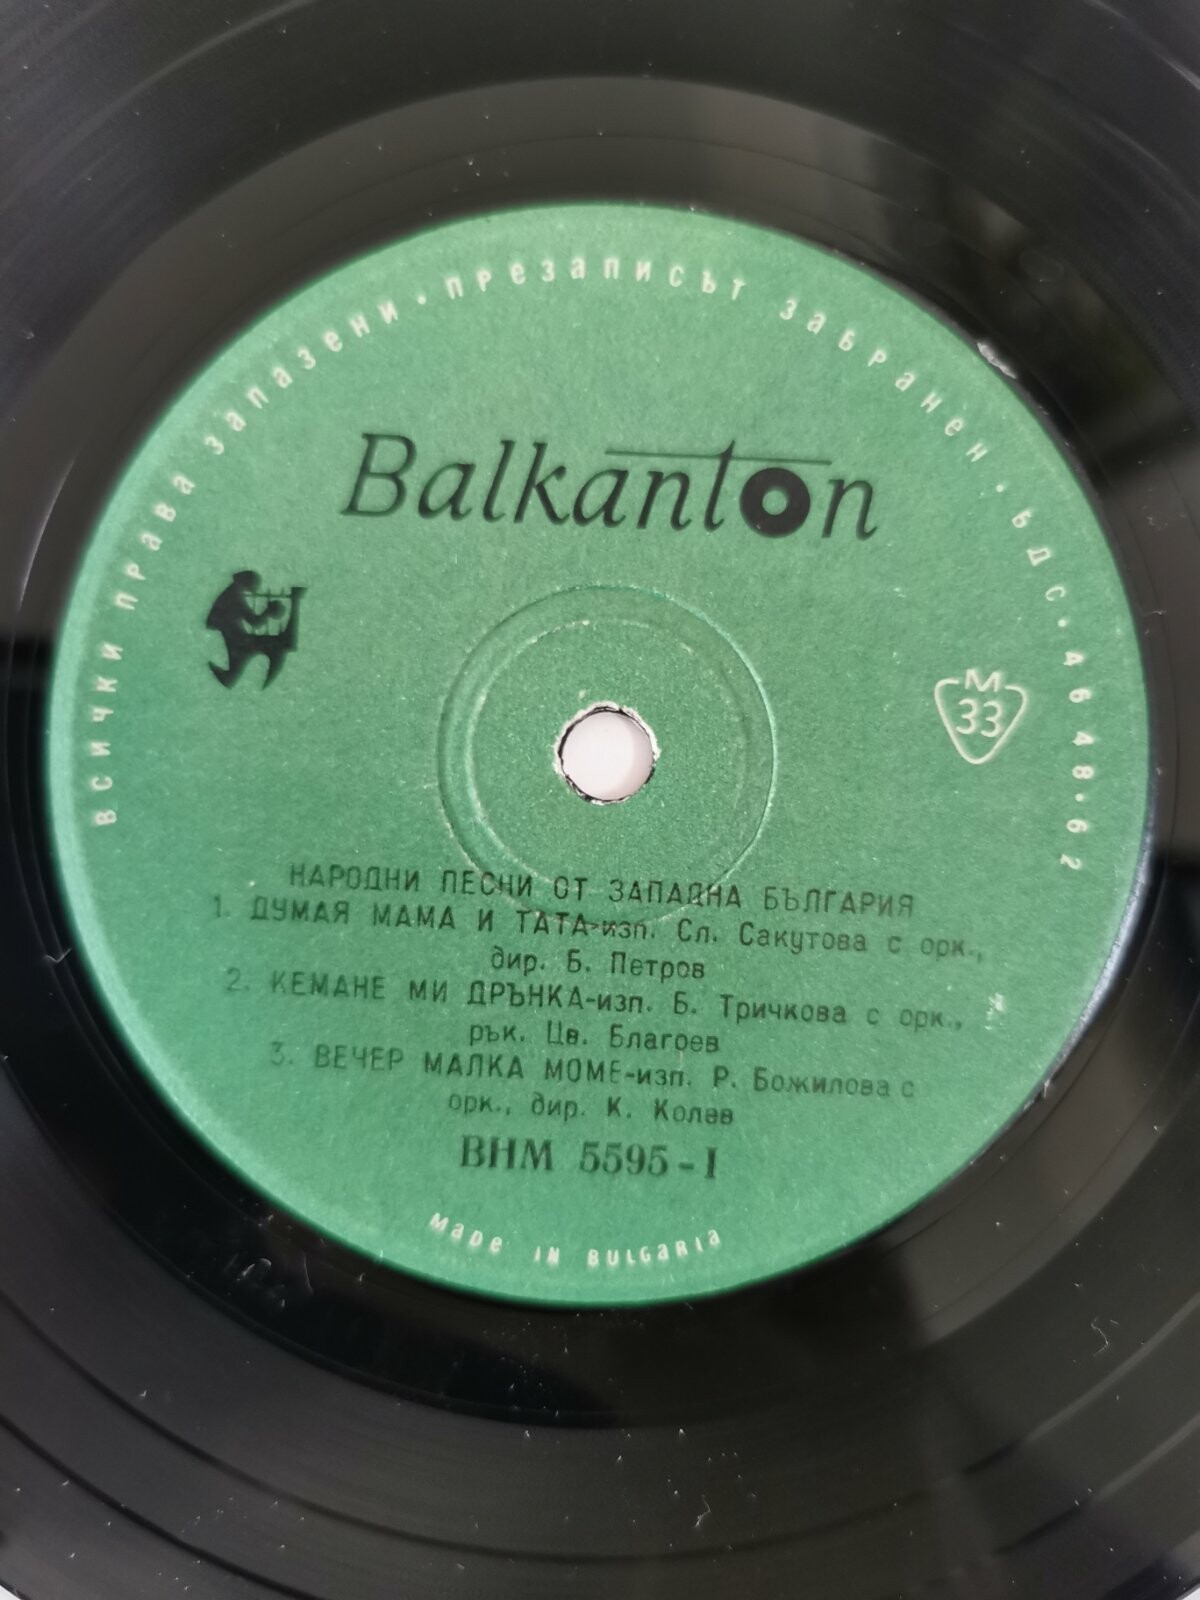 всички права запазени · презаписът забранен · бдс · 4648-62
Balkanton
М
33
НАРОДНИ ПЕСНИ ОТ ЗАПАДНА БЪЛГАРИЯ
1. ДУМАЯ МАМА И ТАТА-изп. Сл. Сакутова с орк.,
дир. Б. Петров
2. КЕМАНЕ МИ ДРЪНКА-изп. Б. Тричкова с орк.,
рък. Цв. Благоев
3. ВЕЧЕР МАЛКА МОМЕ-изп. Р. Божилова с
орк., дир. К. Колев
ВНМ 5595-I
Made in Bulgaria